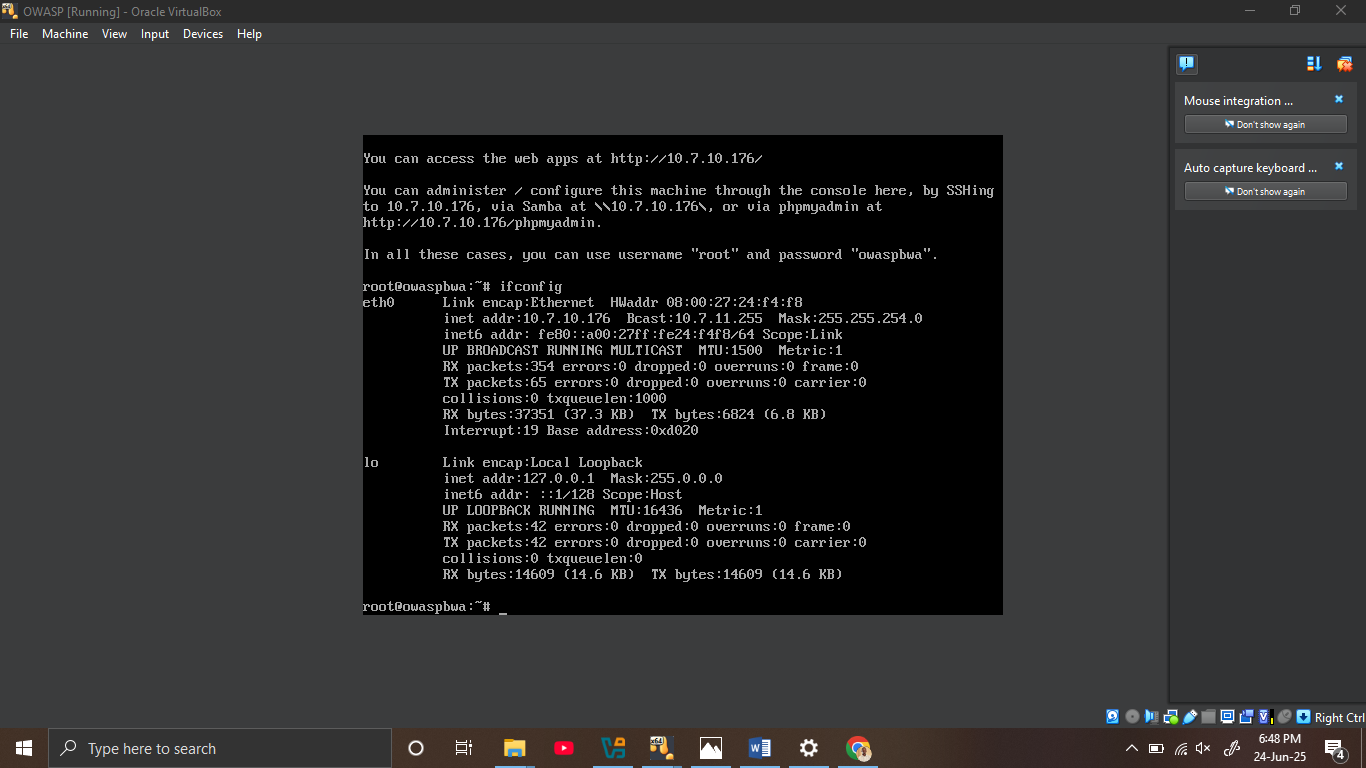 OWASP [Running] - Oracle VirtualBox
File Machine View Input Devices Help
Mouse integration ...
Don't show again
Auto capture keyboard ...
Don't show again
You can access the web apps at http://10.7.10.176/
You can administer / configure this machine through the console here, by SSHing
to 10.7.10.176, via Samba at \\10.7.10.176\, or via phpmyadmin at
http://10.7.10.176/phpmyadmin.
In all these cases, you can use username "root" and password "owaspbwa".
root@owaspbwa:~# ifconfig
eth0 Link encap:Ethernet HWaddr 08:00:27:24:f4:f8
inet addr:10.7.10.176 Bcast:10.7.11.255 Mask:255.255.254.0
inet6 addr: fe80::a00:27ff:fe24:f4f8/64 Scope:Link
UP BROADCAST RUNNING MULTICAST MTU:1500 Metric:1
RX packets:354 errors:0 dropped:0 overruns:0 frame:0
TX packets:65 errors:0 dropped:0 overruns:0 carrier:0
collisions:0 txqueuelen:1000
RX bytes:37351 (37.3 KB) TX bytes:6824 (6.8 KB)
Interrupt:19 Base address:0xd020
lo Link encap:Local Loopback
inet addr:127.0.0.1 Mask:255.0.0.0
inet6 addr: ::1/128 Scope:Host
UP LOOPBACK RUNNING MTU:16436 Metric:1
RX packets:42 errors:0 dropped:0 overruns:0 frame:0
TX packets:42 errors:0 dropped:0 overruns:0 carrier:0
collisions:0 txqueuelen:0
RX bytes:14609 (14.6 KB) TX bytes:14609 (14.6 KB)
root@owaspbwa:~# _
Right Ctrl
Type here to search
6:48 PM
24-Jun-25
4